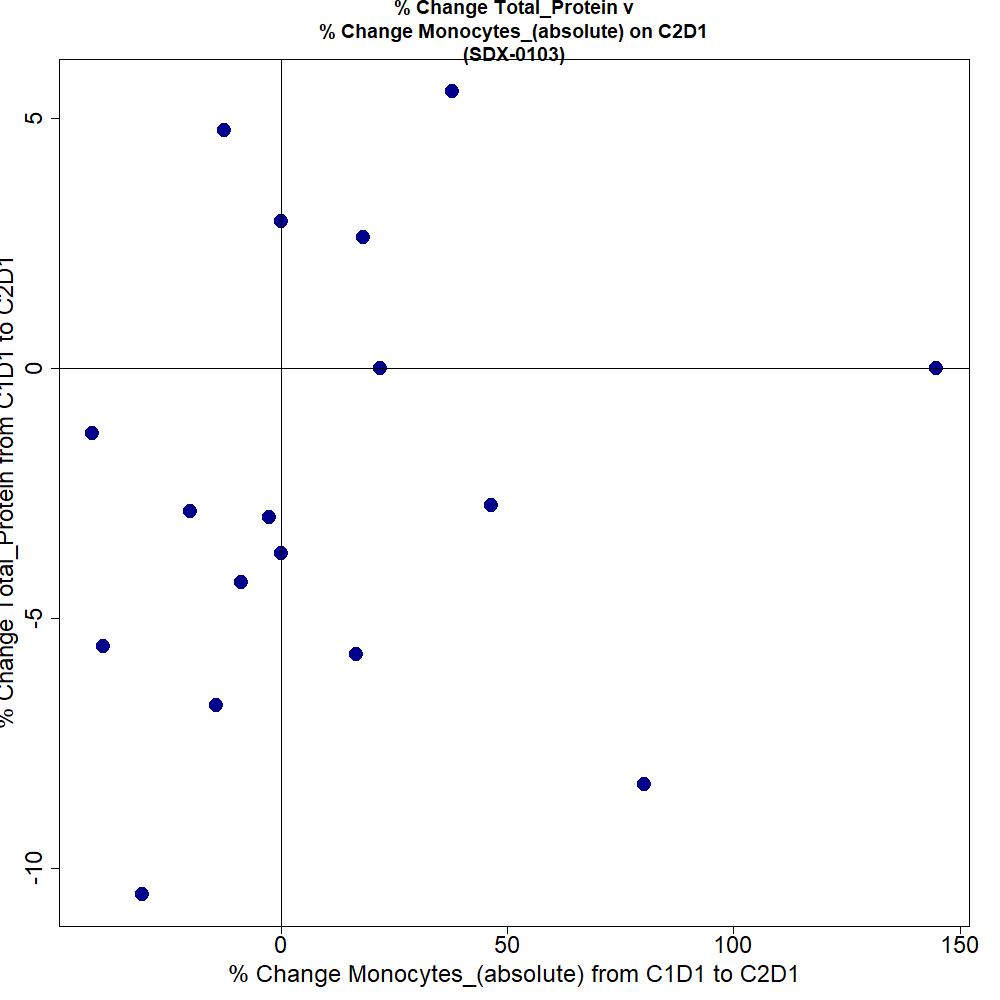 % Change Total_Protein v
% Change Monocytes_(absolute) on C2D1
(SDX-0103)
% Change Total_Protein from C1D1 to C2D1
5
0
-5
-10
0
50
100
150
% Change Monocytes_(absolute) from C1D1 to C2D1